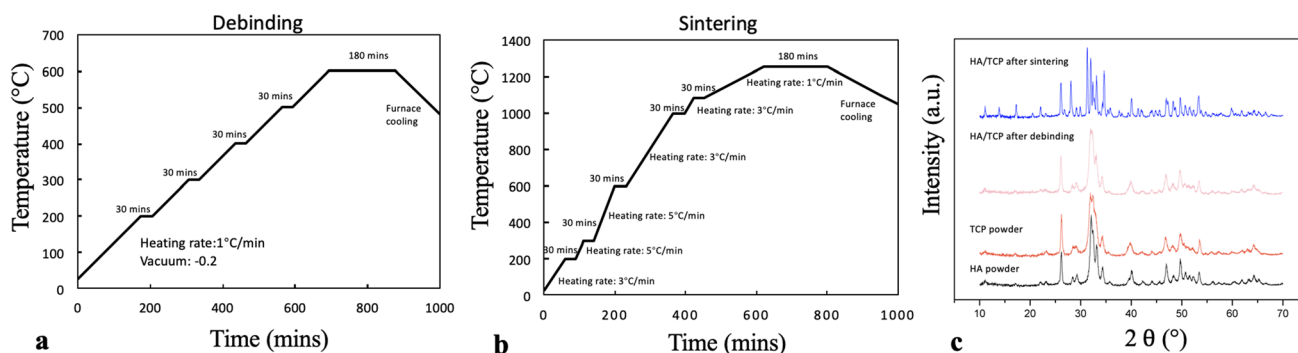 Debinding
700
600
500
400
300
200
100
0
Temperature (°C)
30 mins
30 mins
30 mins
30 mins
180 mins
Furnace
cooling
Heating rate:1°C/min
Vacuum: -0.2
0 200 400 600 800 1000
Time (mins)
a
Sintering
1400
1200
1000
800
600
400
200
0
Temperature (°C)
180 mins
Heating rate: 1°C/min
30 mins
30 mins
Heating rate: 3°C/min
Furnace
cooling
Heating rate: 3°C/min
30 mins
Heating rate: 5°C/min
30 mins
30 mins
Heating rate: 5°C/min
Heating rate: 3°C/min
0 200 400 600 800 1000
Time (mins)
b
Intensity (a.u.)
HA/TCP after sintering
HA/TCP after debinding
TCP powder
HA powder
10 20 30 40 50 60 70
2 θ (°)
c